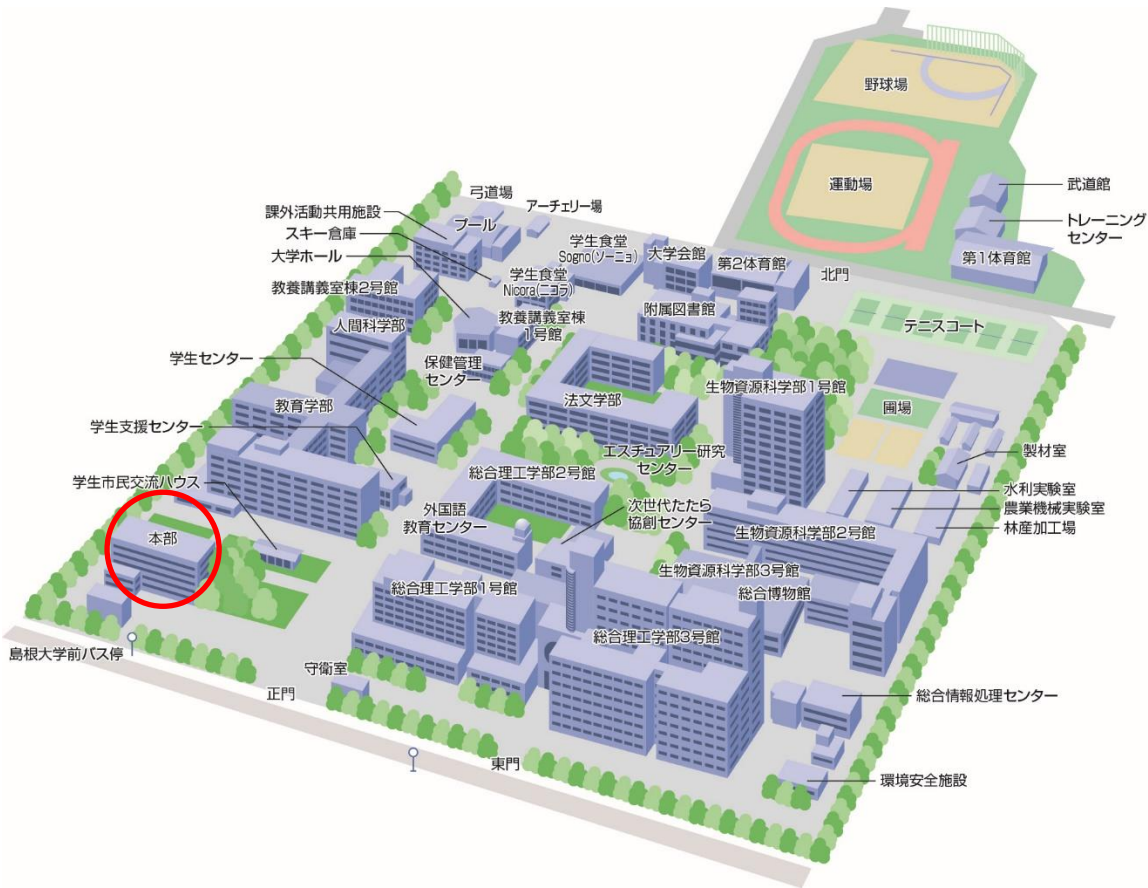 野球場
運動場
武道館
トレーニング
センター
第1体育館
弓道場
アーチェリー場
課外活動共用施設
プール
スキー倉庫
大学ホール
学生食堂
Sogno(ソーニョ)
大学会館
第2体育館
北門
学生食堂
Nicora(ニコラ)
教養講義室棟2号館
教養講義室棟
1号館
附属図書館
テニスコート
人間科学部
保健管理
センター
学生センター
生物資源科学部1号館
法文学部
圃場
教育学部
学生支援センター
エスチュアリー研究
センター
製材室
総合理工学部2号館
学生市民交流ハウス
水利実験室
農業機械実験室
林産加工場
外国語
教育センター
次世代たたら
協創センター
生物資源科学部2号館
本部
生物資源科学部3号館
総合理工学部1号館
総合博物館
総合理工学部3号館
島根大学前バス停
守衛室
正門
総合情報処理センター
東門
環境安全施設